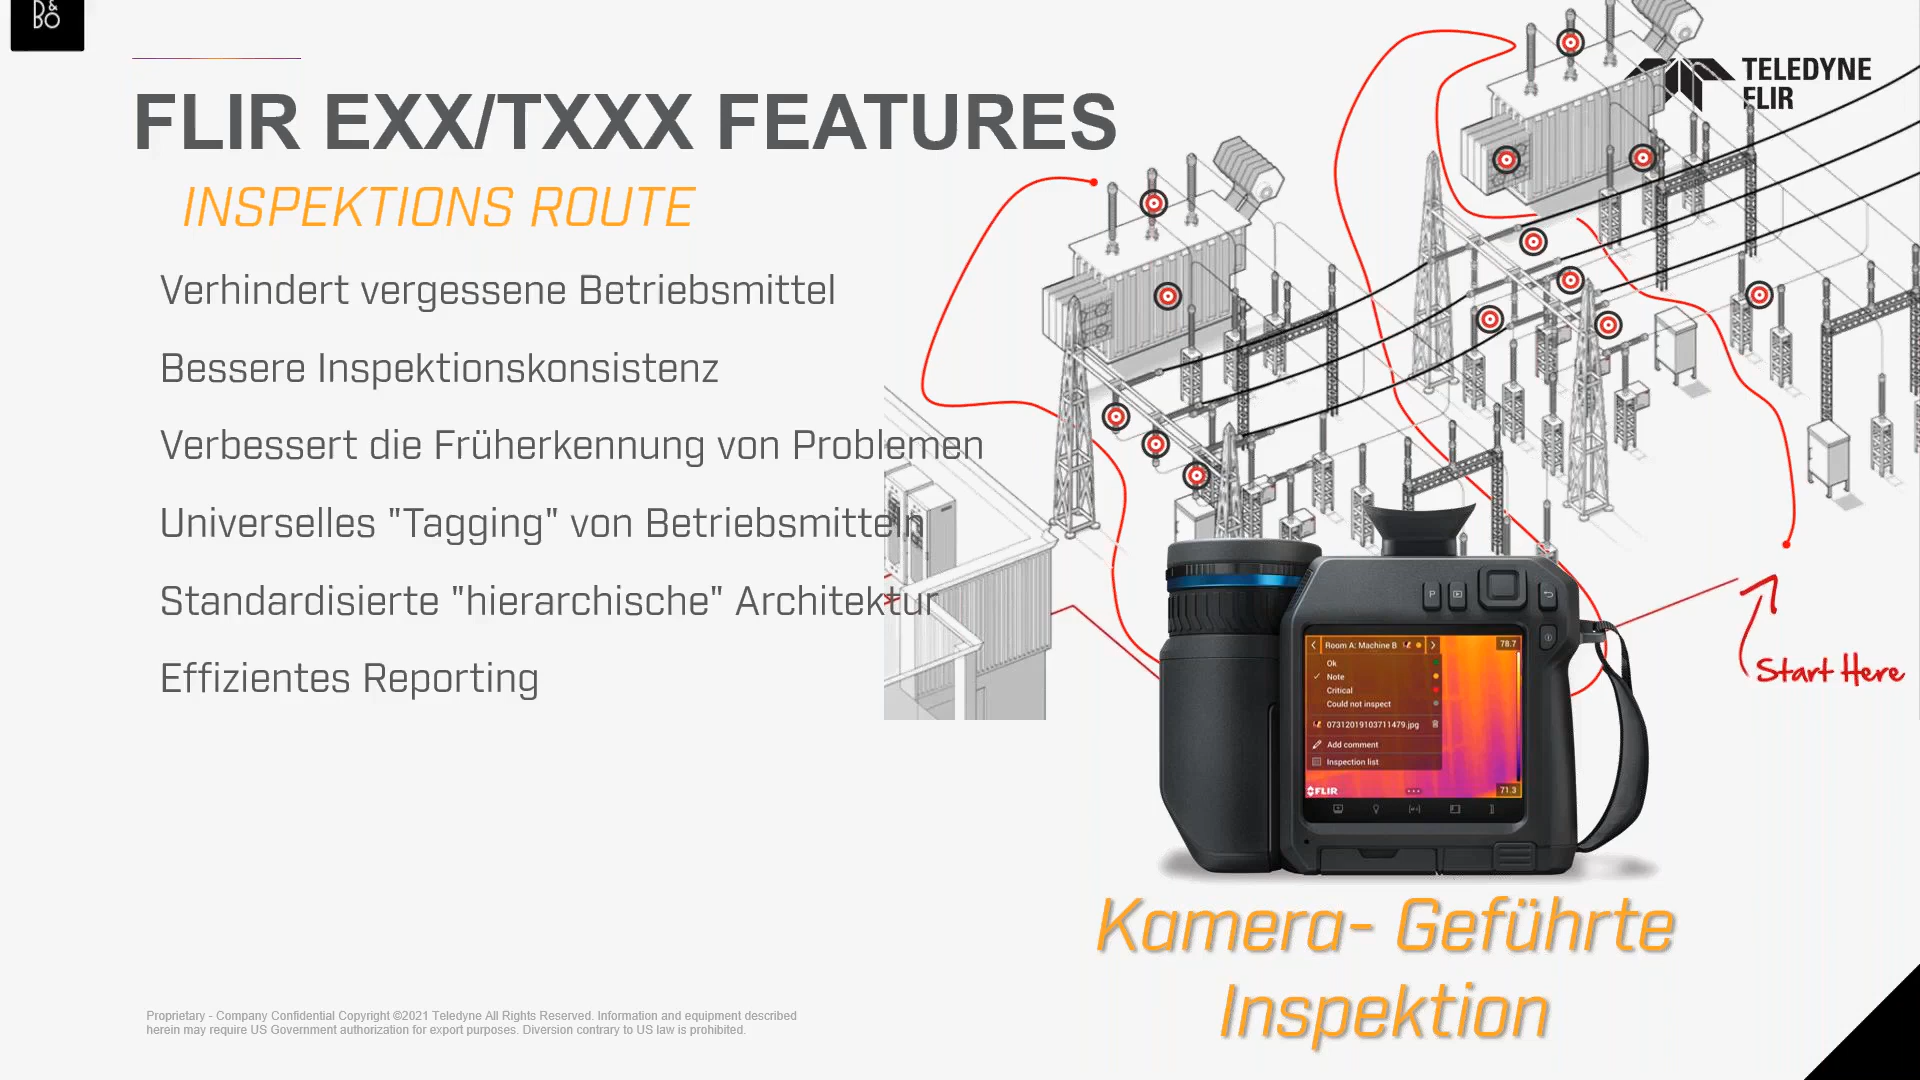 B&
BO
TELEDYNE
FLIR
FLIR EXX/TXXX FEATURES
INSPEKTIONS ROUTE
Verhindert vergessene Betriebsmittel
Bessere Inspektionskonsistenz
Verbessert die Früherkennung von Problemen
Universelles "Tagging" von Betriebsmitteln
Standardisierte "hierarchische" Architektur
Effizientes Reporting
Start Here
P
Room A: Machine B
78.7
Ok
Note
Critical
Could not inspect
07312019103711479.jpg
Add comment
Inspection list
FLIR
71.3
Kamera- Geführte
Inspektion
Proprietary - Company Confidential Copyright ©2021 Teledyne All Rights Reserved. Information and equipment described
herein may require US Government authorization for export purposes. Diversion contrary to US law is prohibited.